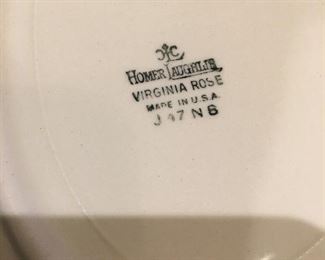 HOMER LAUGHLIN
VIRGINIA ROSE
MADE IN U.S.A.
J 47 N 6